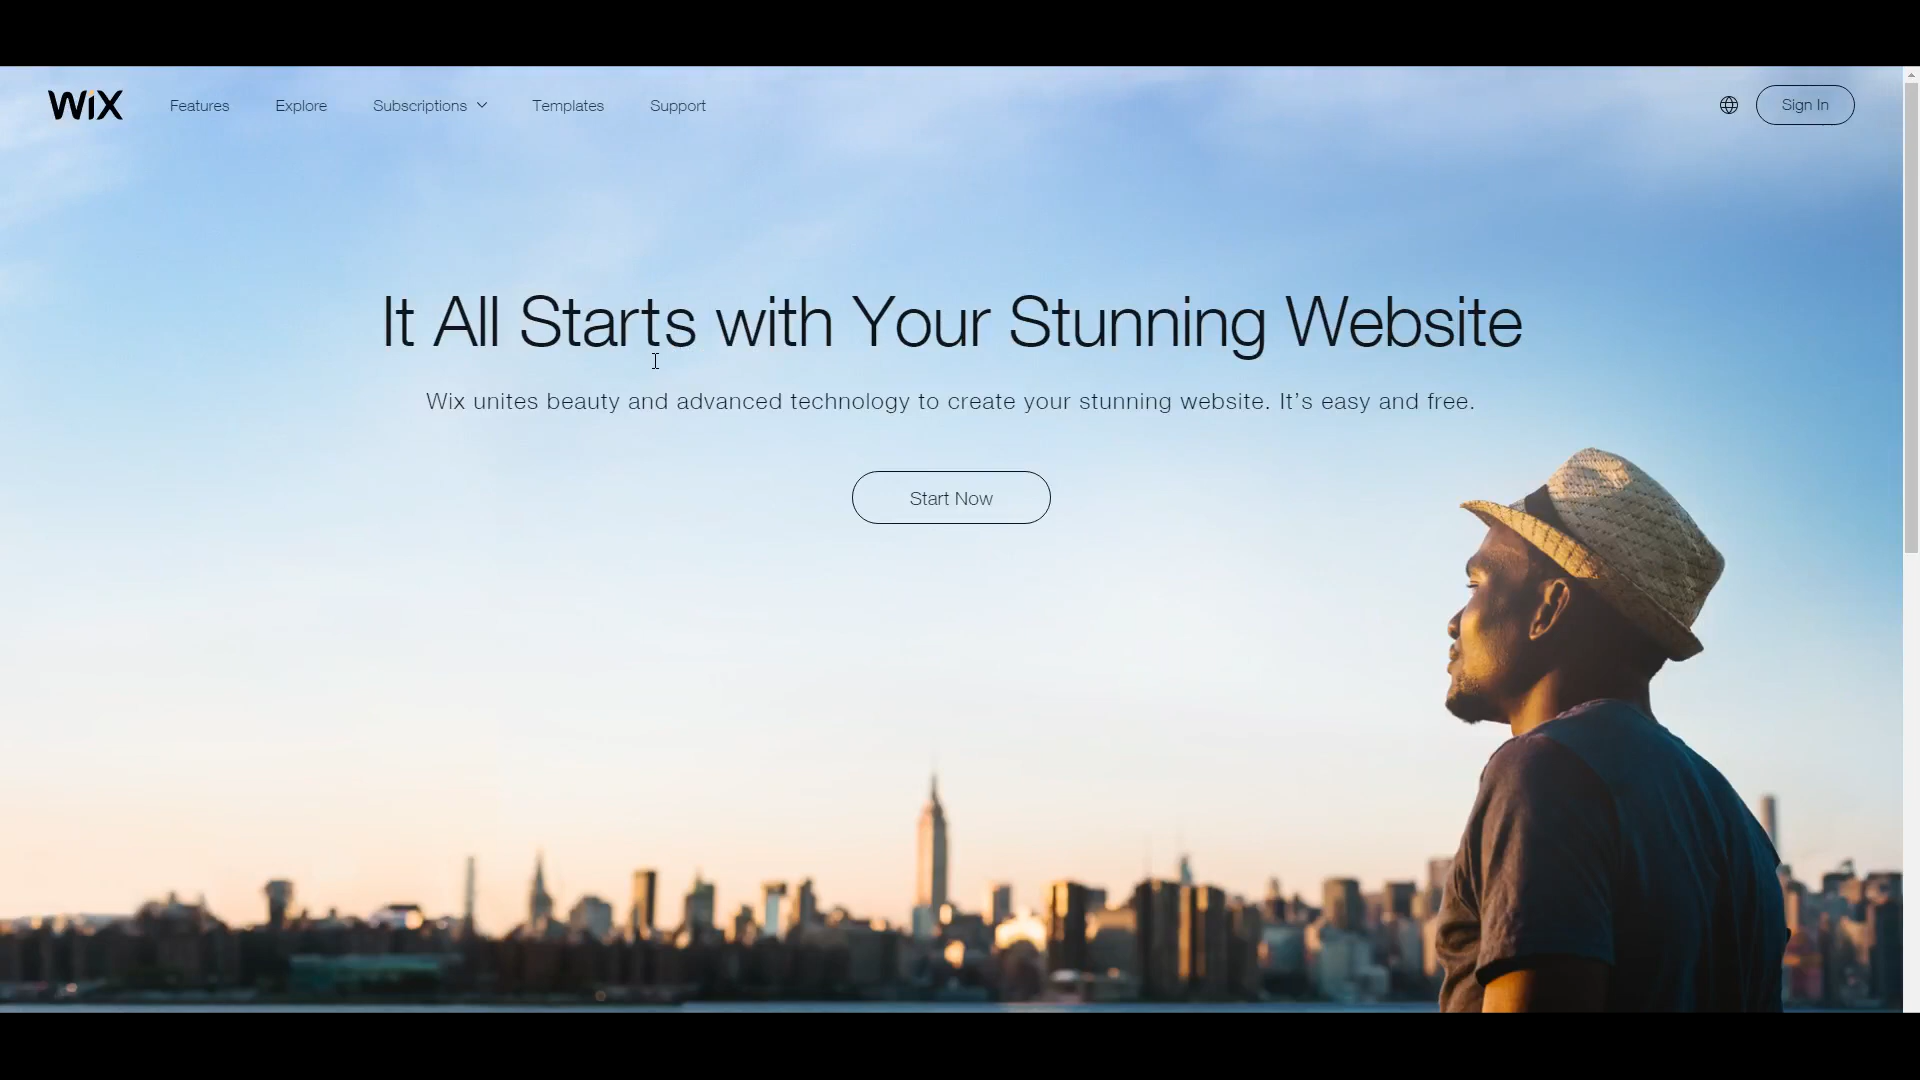 WiX
Features
Explore
Subscriptions
Templates
Support
Sign In
It All Starts with Your Stunning Website
Wix unites beauty and advanced technology to create your stunning website. It's easy and free.
Start Now